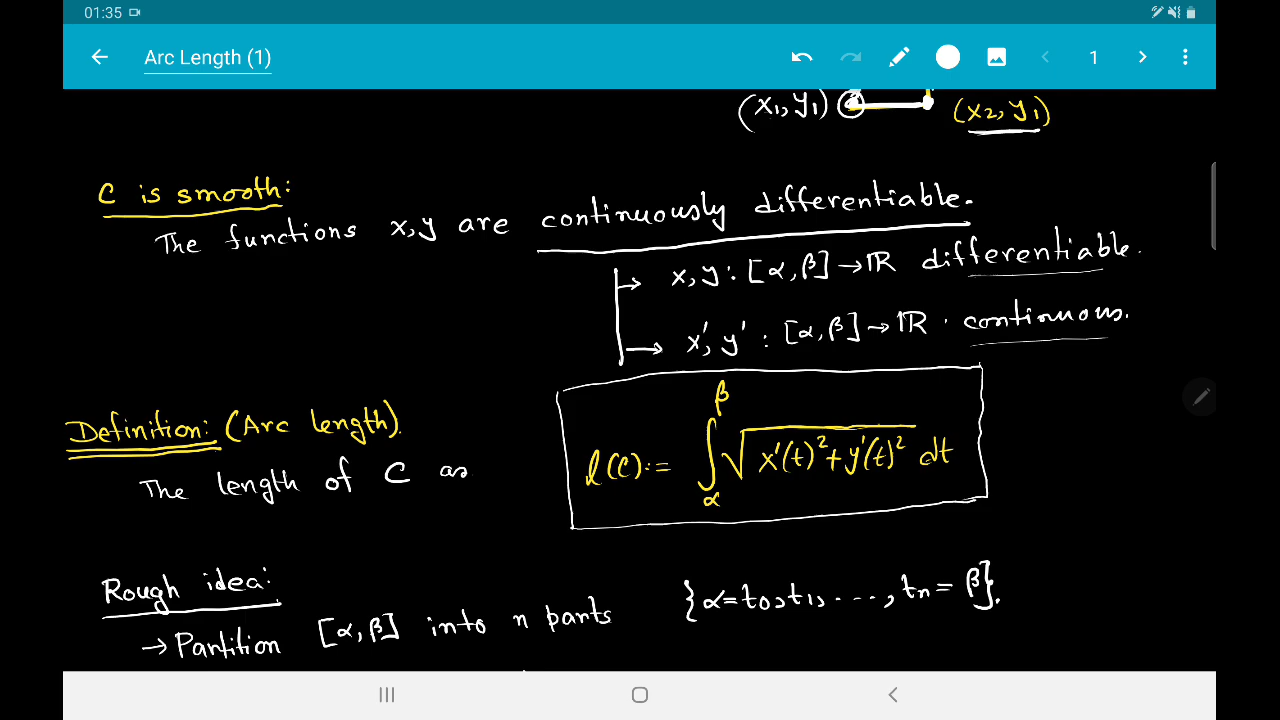 01:35
Arc Length (1)
1
(x1, y1)
(x2, y1)
C is smooth:
The functions x, y are continuously differentiable.
→ x, y : [α, β] → ℝ differentiable.
→ x', y' : [α, β] → ℝ . continuous.
Definition: (Arc length).
The length of C as
l(C) := ∫_α^β √(x'(t)² + y'(t)²) dt
Rough idea:
→ Partition [α, β] into n parts {α = t0, t1, ...., tn = β}.